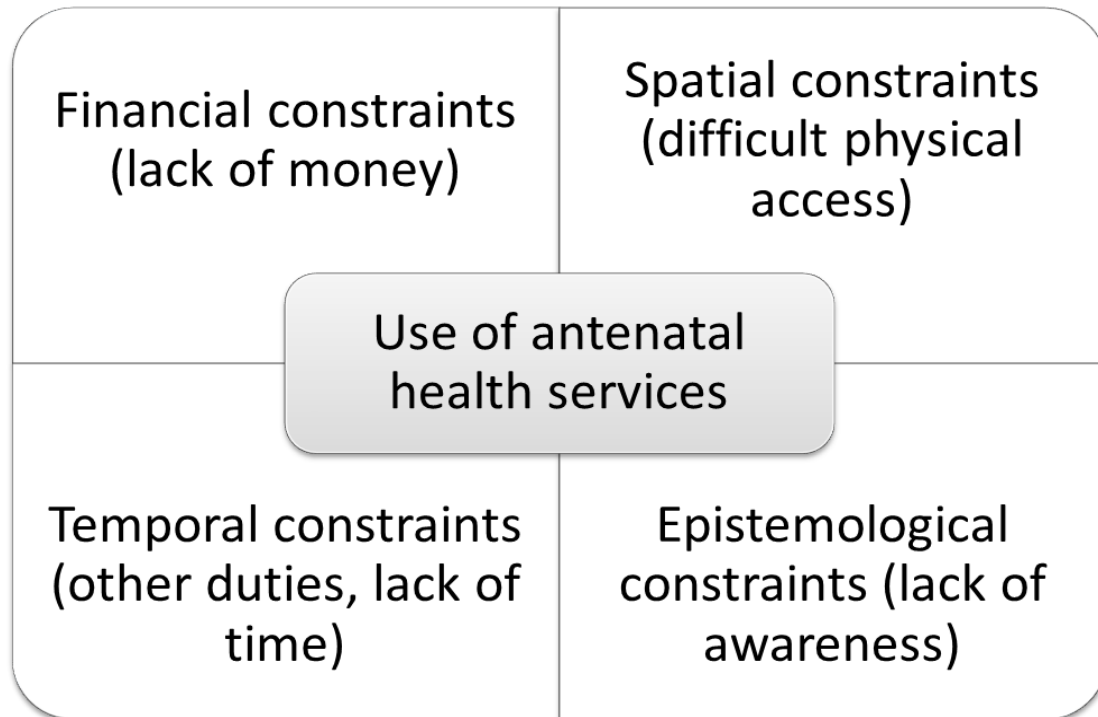 Financial constraints
(lack of money)
Spatial constraints
(difficult physical
access)
Use of antenatal
health services
Temporal constraints
(other duties, lack of
time)
Epistemological
constraints (lack of
awareness)